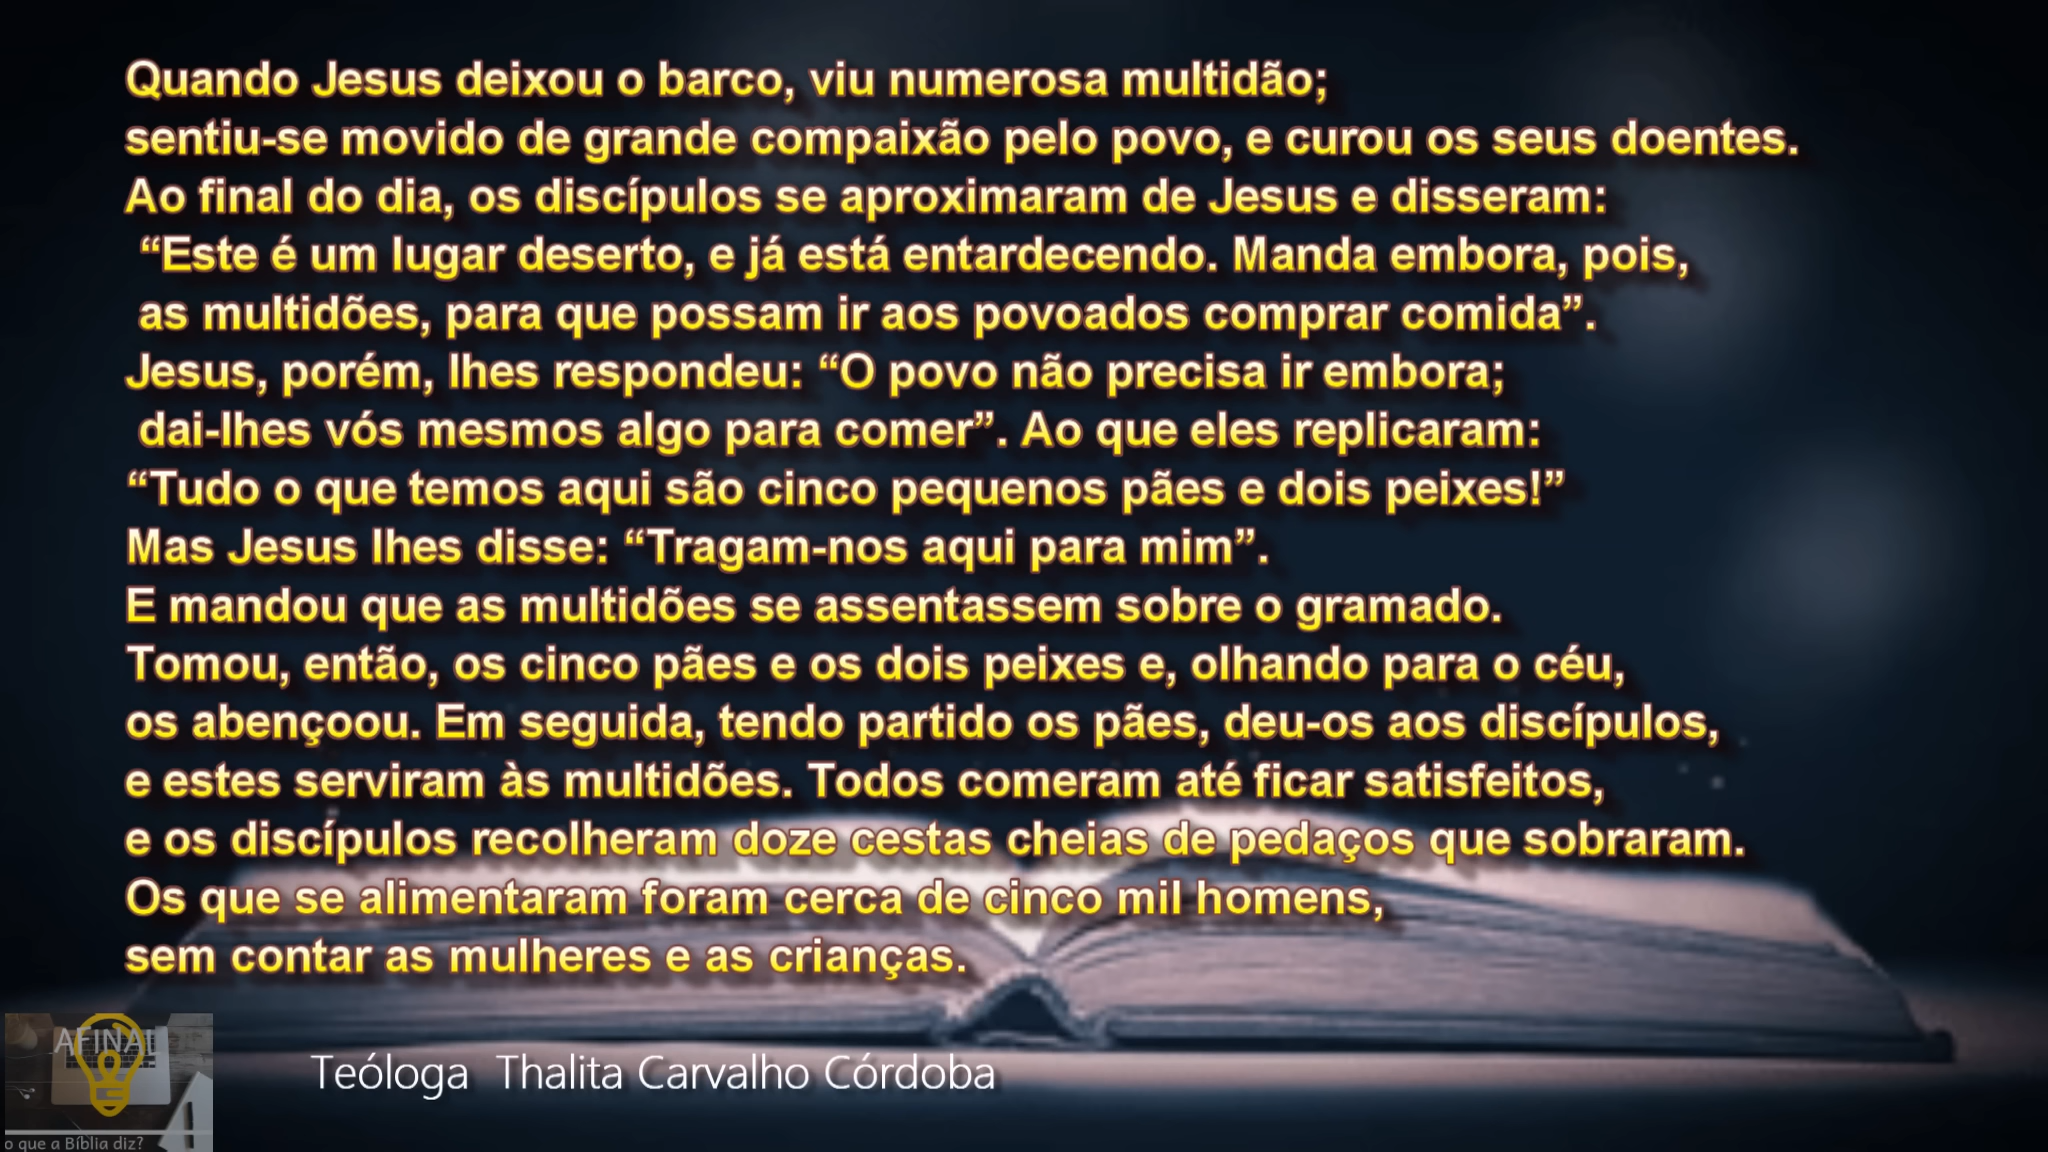 Quando Jesus deixou o barco, viu numerosa multidão;
sentiu-se movido de grande compaixão pelo povo, e curou os seus doentes.
Ao final do dia, os discípulos se aproximaram de Jesus e disseram:
“Este é um lugar deserto, e já está entardecendo. Manda embora, pois,
as multidões, para que possam ir aos povoados comprar comida”.
Jesus, porém, lhes respondeu: “O povo não precisa ir embora;
dai-lhes vós mesmos algo para comer”. Ao que eles replicaram:
“Tudo o que temos aqui são cinco pequenos pães e dois peixes!”
Mas Jesus lhes disse: “Tragam-nos aqui para mim”.
E mandou que as multidões se assentassem sobre o gramado.
Tomou, então, os cinco pães e os dois peixes e, olhando para o céu,
os abençoou. Em seguida, tendo partido os pães, deu-os aos discípulos,
e estes serviram às multidões. Todos comeram até ficar satisfeitos,
e os discípulos recolheram doze cestas cheias de pedaços que sobraram.
Os que se alimentaram foram cerca de cinco mil homens,
sem contar as mulheres e as crianças.
AFINAL
o que a Bíblia diz?
Teóloga Thalita Carvalho Córdoba